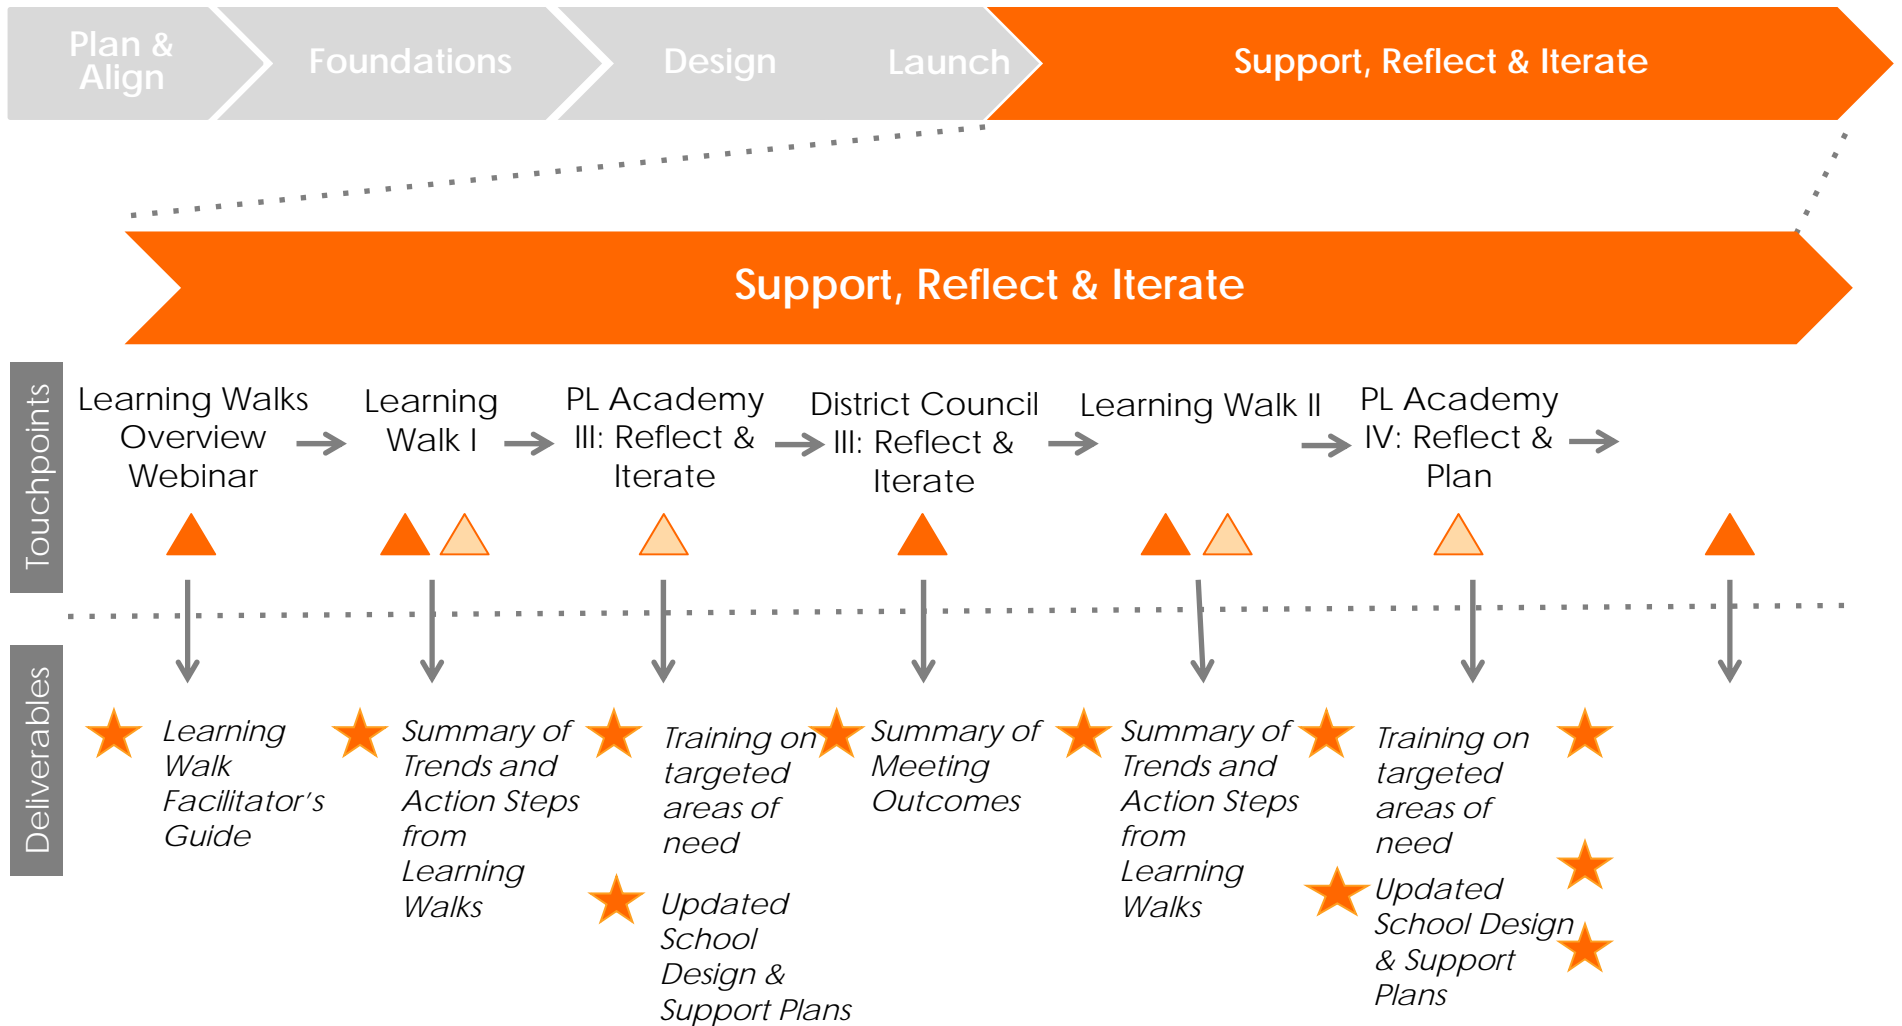 Plan &
Align
Foundations
Design
Launch
Support, Reflect & Iterate
Support, Reflect & Iterate
Touchpoints
Learning Walks
Overview
Webinar
Learning
Walk I
PL Academy
III: Reflect &
Iterate
District Council
III: Reflect &
Iterate
Learning Walk II
PL Academy
IV: Reflect &
Plan
Deliverables
Learning
Walk
Facilitator's
Guide
Summary of
Trends and
Action Steps
from
Learning
Walks
Training on
targeted
areas of
need
Updated
School
Design &
Support Plans
Summary of
Meeting
Outcomes
Summary of
Trends and
Action Steps
from
Learning
Walks
Training on
targeted
areas of
need
Updated
School Design
& Support
Plans